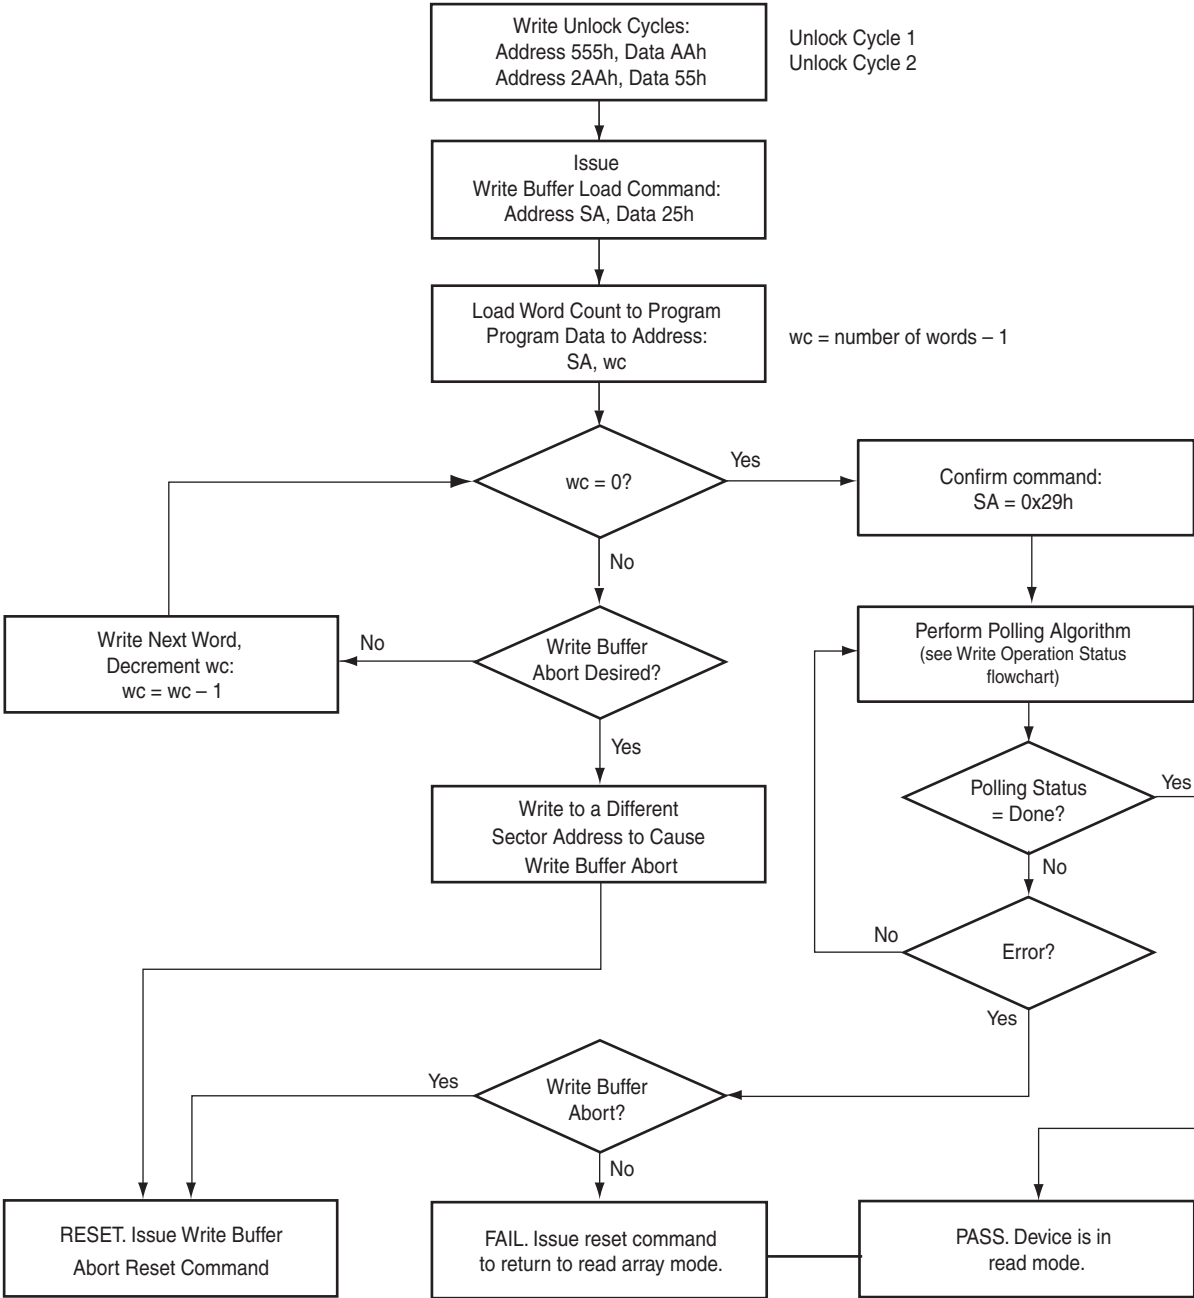 Write Unlock Cycles:
Address 555h, Data AAh
Address 2AAh, Data 55h
Unlock Cycle 1
Unlock Cycle 2
Issue
Write Buffer Load Command:
Address SA, Data 25h
Load Word Count to Program
Program Data to Address:
SA, wc
wc = number of words – 1
wc = 0?
Yes
Confirm command:
SA = 0x29h
No
Write Next Word,
Decrement wc:
wc = wc – 1
No
Write Buffer
Abort Desired?
Perform Polling Algorithm
(see Write Operation Status
flowchart)
Yes
Write to a Different
Sector Address to Cause
Write Buffer Abort
Polling Status
= Done?
Yes
No
No
Error?
Yes
Yes
Write Buffer
Abort?
No
RESET. Issue Write Buffer
Abort Reset Command
FAIL. Issue reset command
to return to read array mode.
PASS. Device is in
read mode.